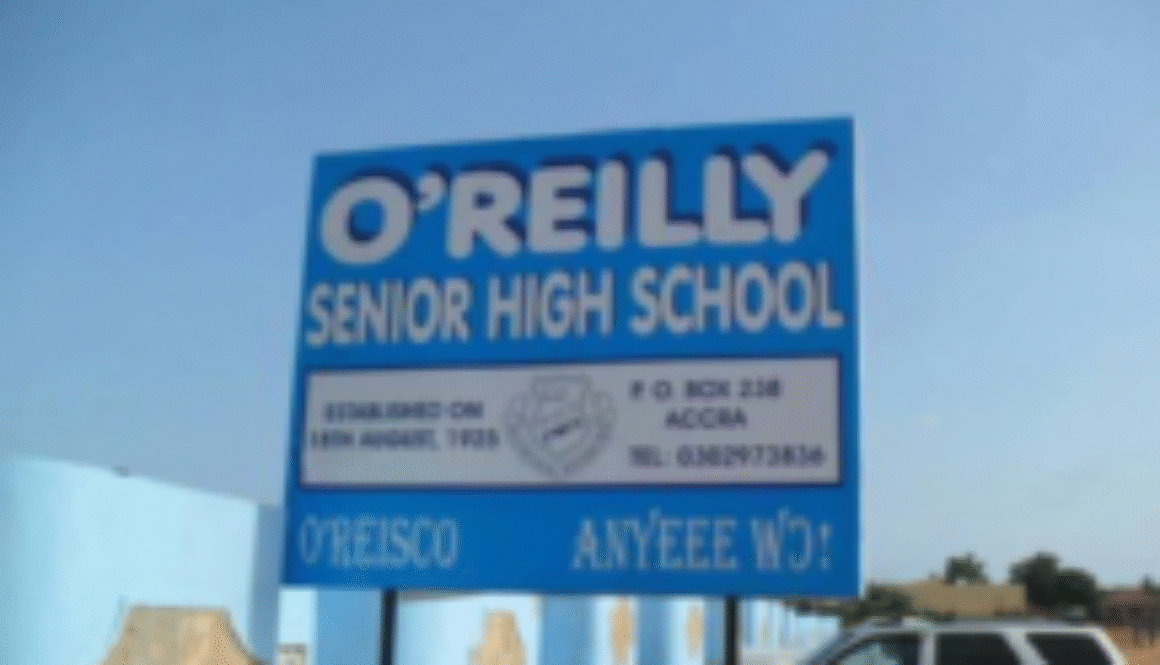 O'REILLY
SENIOR HIGH SCHOOL
ESTABLISHED ON
18TH AUGUST, 1925
P. O. BOX 238
ACCRA
TEL: 0302973836
O'REISCO
ANYEEE WƆ!